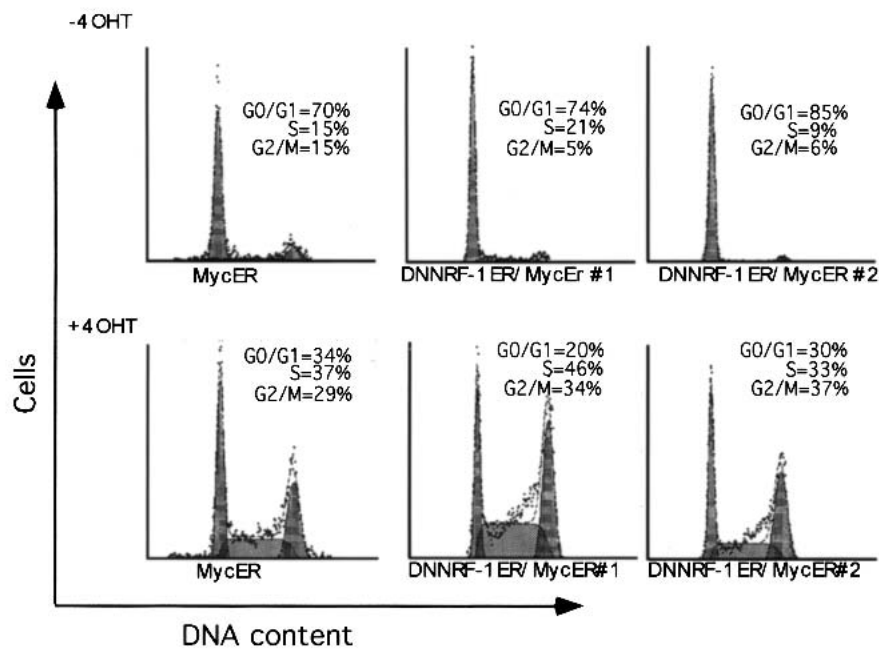 -4 OHT
G0/G1=70%
S=15%
G2/M=15%
MycER
G0/G1=74%
S=21%
G2/M=5%
DNNRF-1 ER/ MycEr #1
G0/G1=85%
S=9%
G2/M=6%
DNNRF-1 ER/ MycER #2
+4 OHT
G0/G1=34%
S=37%
G2/M=29%
MycER
G0/G1=20%
S=46%
G2/M=34%
DNNRF-1 ER/ MycER#1
G0/G1=30%
S=33%
G2/M=37%
DNNRF-1 ER/ MycER#2
Cells
DNA content